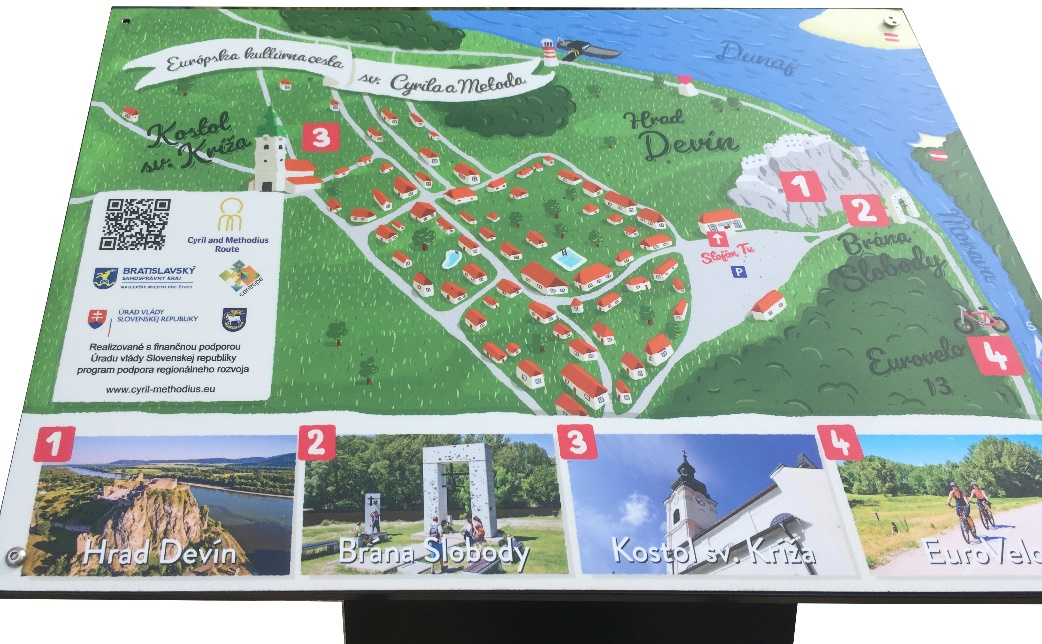 Európska kultúrna cesta
sv. Cyrila a Metoda
Dunaj
Kostol
sv. Kríža
3
Hrad
Devín
1
2
Brána
Slobody
Morava
Stojím Tu
P
Cyril and Methodius
Route
BRATISLAVSKÝ
SAMOSPRÁVNY KRAJ
centrope
ÚRAD VLÁDY
SLOVENSKEJ REPUBLIKY
Realizované s finančnou podporou
Úradu vlády Slovenskej republiky
program podpora regionálneho rozvoja
www.cyril-methodius.eu
Eurovelo
13
4
1
Hrad Devín
2
Brána Slobody
3
Kostol sv. Kríža
4
EuroVelo